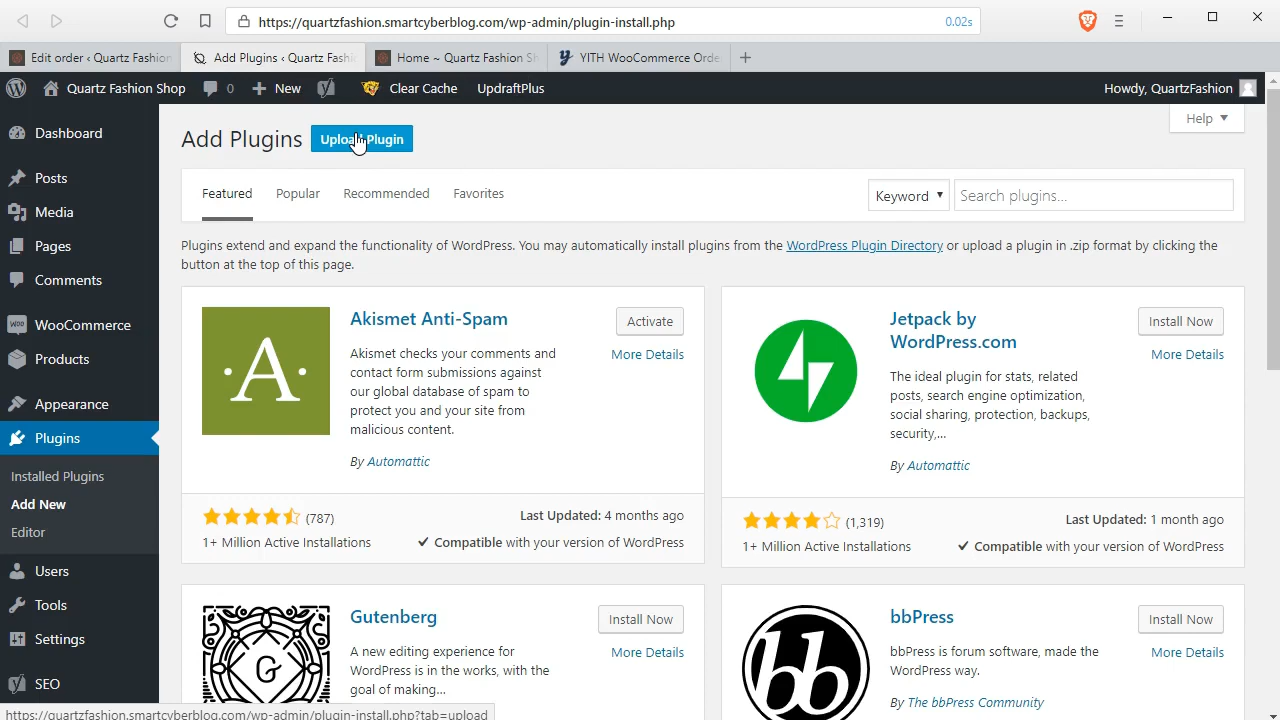 https://quartzfashion.smartcyberblog.com/wp-admin/plugin-install.php 0.02s
Edit order ‹ Quartz Fashion
Add Plugins ‹ Quartz Fashi
Home ~ Quartz Fashion Sh
YITH WooCommerce Orde
Quartz Fashion Shop 0 New Clear Cache UpdraftPlus Howdy, QuartzFashion
Dashboard
Posts
Media
Pages
Comments
WooCommerce
Products
Appearance
Plugins
Installed Plugins
Add New
Editor
Users
Tools
Settings
SEO
Add Plugins Upload Plugin Help
Featured Popular Recommended Favorites Keyword Search plugins...
Plugins extend and expand the functionality of WordPress. You may automatically install plugins from the WordPress Plugin Directory or upload a plugin in .zip format by clicking the
button at the top of this page.
·A·
Akismet Anti-Spam Activate
More Details
Akismet checks your comments and
contact form submissions against
our global database of spam to
protect you and your site from
malicious content.
By Automattic
(787) Last Updated: 4 months ago
1+ Million Active Installations Compatible with your version of WordPress
Jetpack by Install Now
WordPress.com More Details
The ideal plugin for stats, related
posts, search engine optimization,
social sharing, protection, backups,
security,...
By Automattic
(1,319) Last Updated: 1 month ago
1+ Million Active Installations Compatible with your version of WordPress
G
Gutenberg Install Now
More Details
A new editing experience for
WordPress is in the works, with the
goal of making...
bb
bbPress Install Now
More Details
bbPress is forum software, made the
WordPress way.
By The bbPress Community
https://quartzfashion.smartcyberblog.com/wp-admin/plugin-install.php?tab=upload